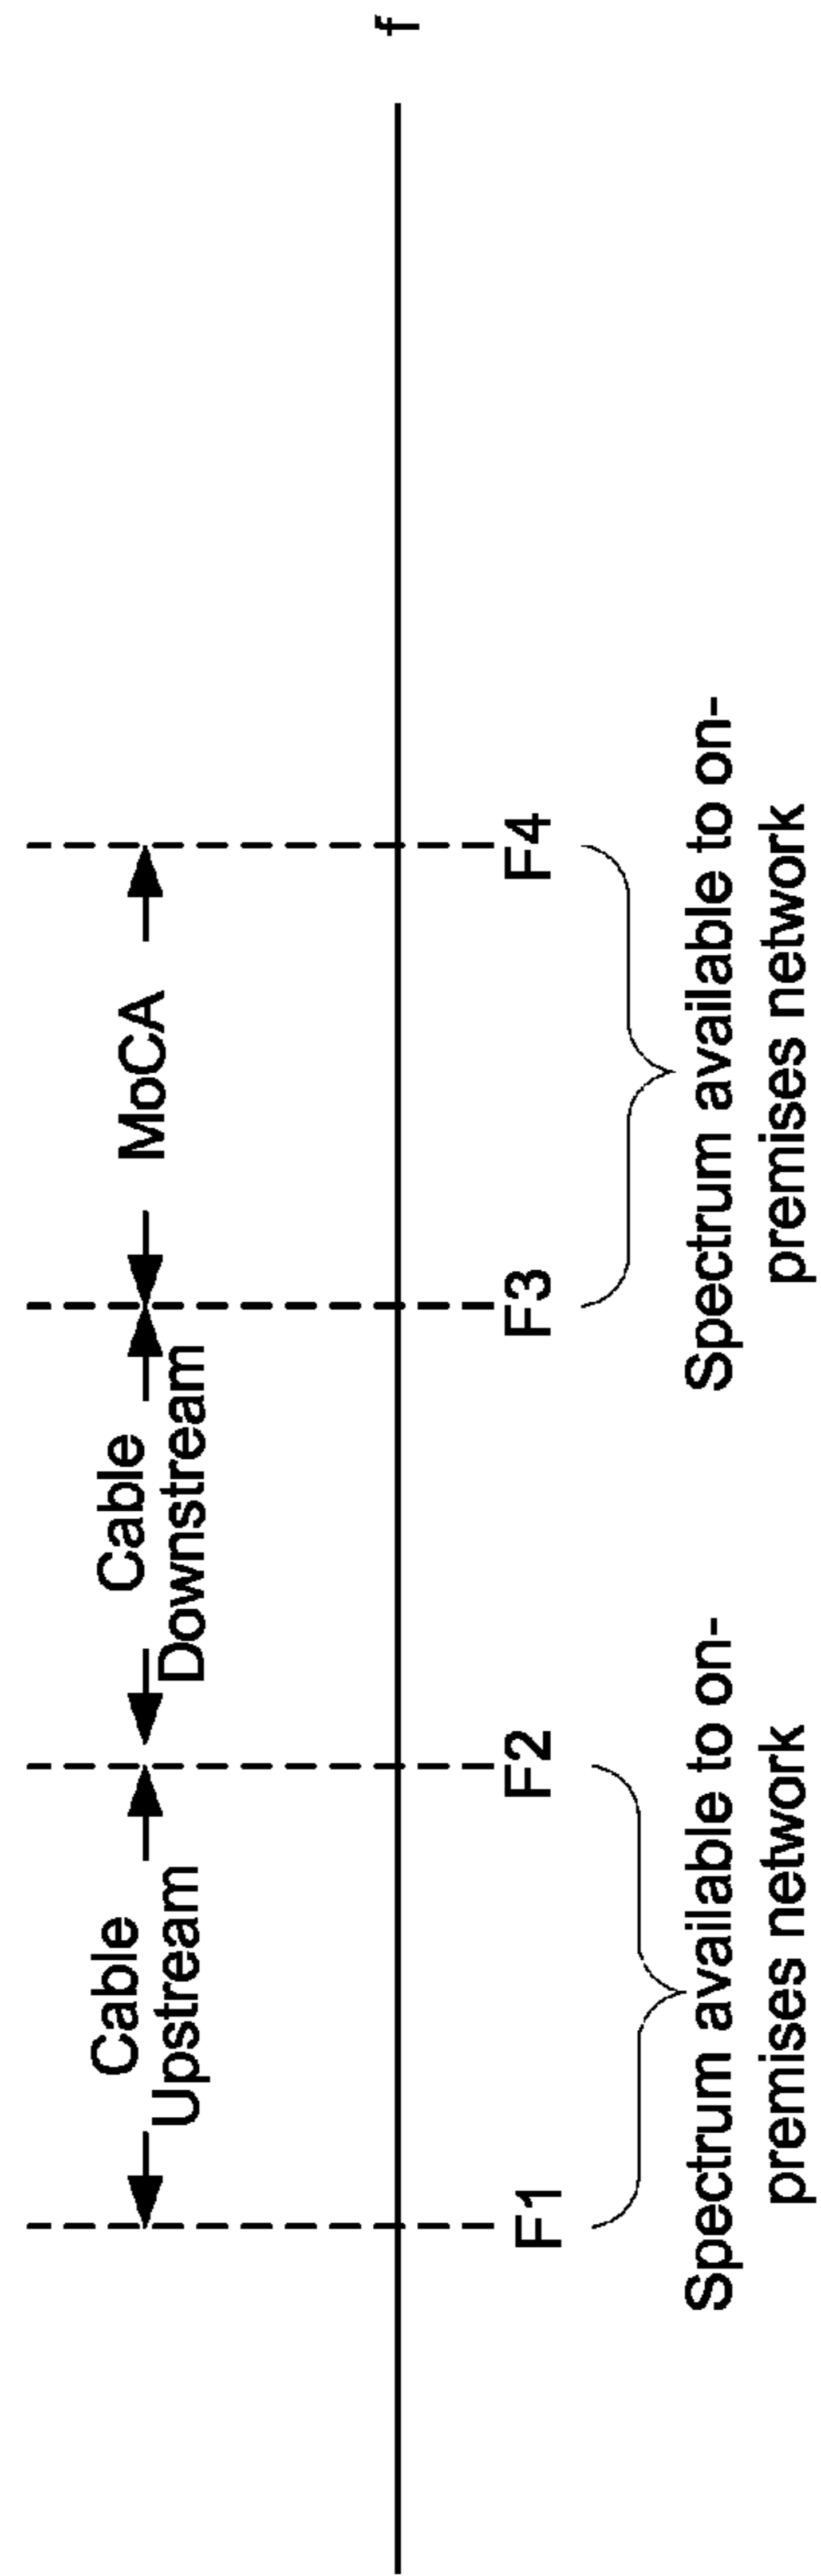 Cable
Upstream
Cable
Downstream
MoCA
f
F1
F2
F3
F4
Spectrum available to on-
premises network
Spectrum available to on-
premises network